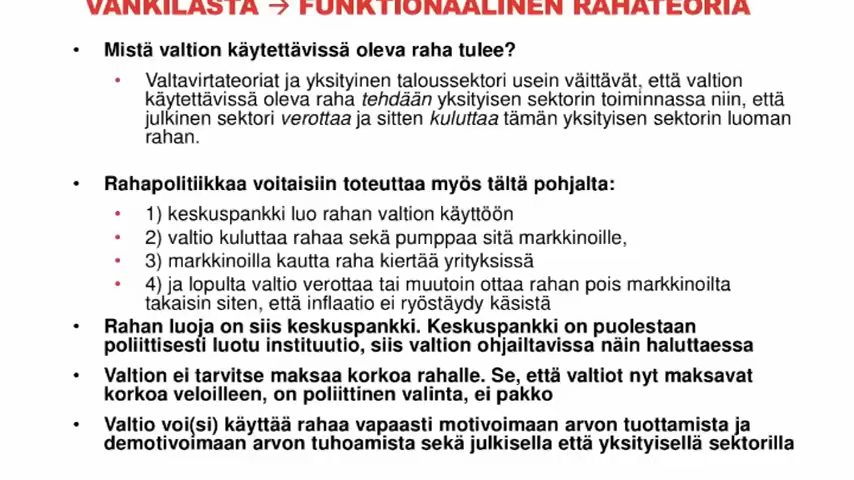 VANKILASTA → FUNKTIONAALINEN RAHATEORIA
• Mistä valtion käytettävissä oleva raha tulee?
• Valtavirtateoriat ja yksityinen taloussektori usein väittävät, että valtion
käytettävissä oleva raha tehdään yksityisen sektorin toiminnassa niin, että
julkinen sektori verottaa ja sitten kuluttaa tämän yksityisen sektorin luoman
rahan.
• Rahapolitiikkaa voitaisiin toteuttaa myös tältä pohjalta:
• 1) keskuspankki luo rahan valtion käyttöön
• 2) valtio kuluttaa rahaa sekä pumppaa sitä markkinoille,
• 3) markkinoilla kautta raha kiertää yrityksissä
• 4) ja lopulta valtio verottaa tai muutoin ottaa rahan pois markkinoilta
takaisin siten, että inflaatio ei ryöstäydy käsistä
• Rahan luoja on siis keskuspankki. Keskuspankki on puolestaan
poliittisesti luotu instituutio, siis valtion ohjailtavissa näin haluttaessa
• Valtion ei tarvitse maksaa korkoa rahalle. Se, että valtiot nyt maksavat
korkoa veloilleen, on poliittinen valinta, ei pakko
• Valtio voi(si) käyttää rahaa vapaasti motivoimaan arvon tuottamista ja
demotivoimaan arvon tuhoamista sekä julkisella että yksityisellä sektorilla